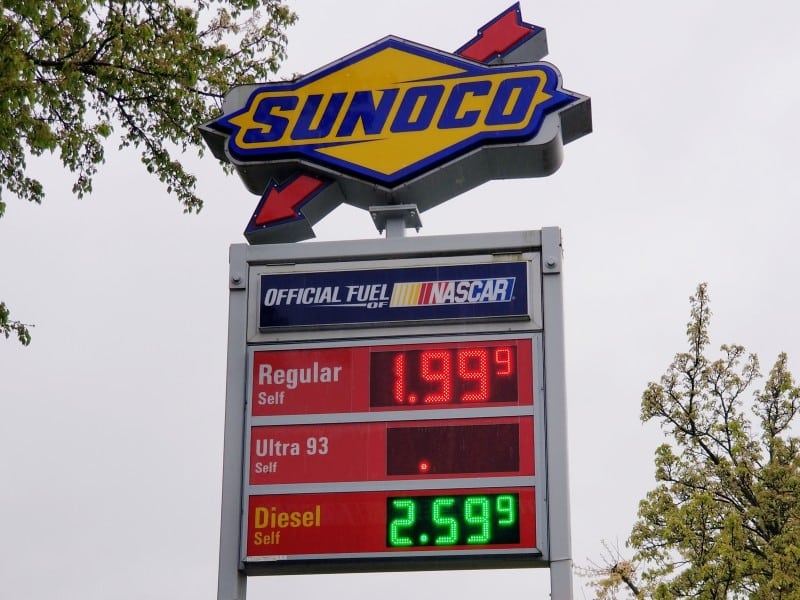 SUNOCO
OFFICIAL FUEL OF NASCAR
Regular 1.99 9
Self
Ultra 93 .
Self
Diesel 2.59 9
Self